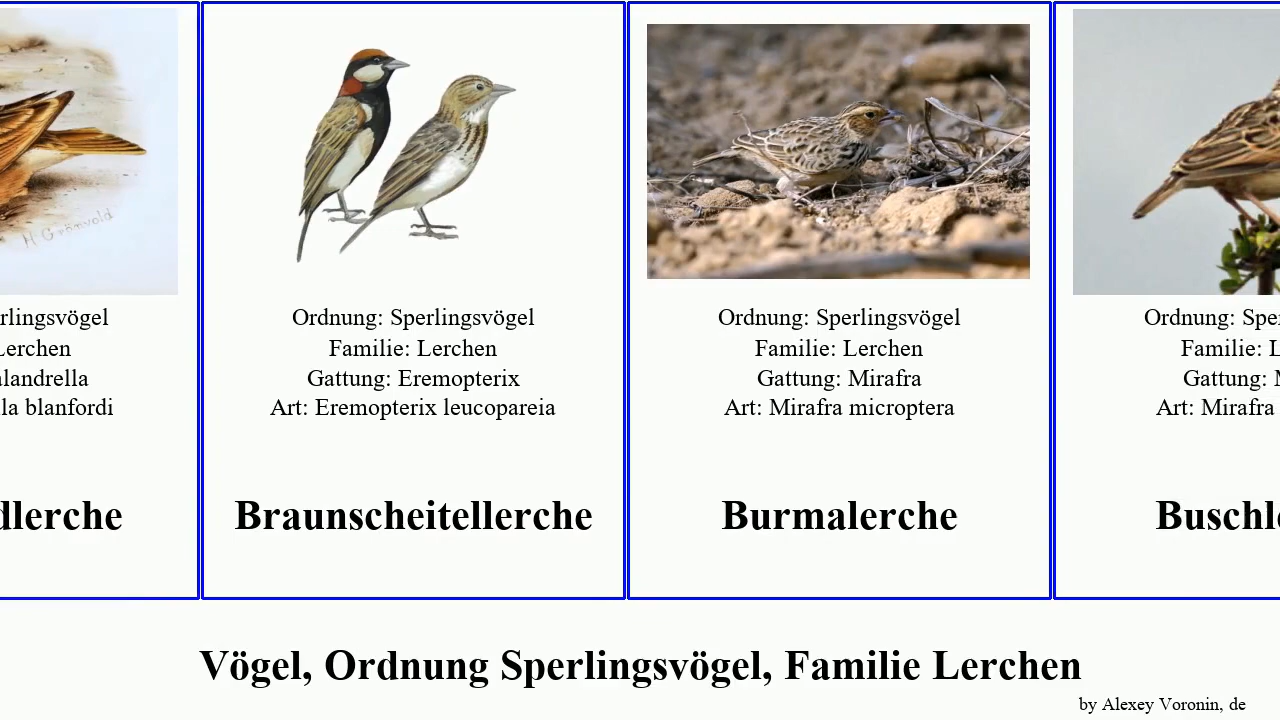 H Grönvold
rlingsvögel
Lerchen
alandrella
la blanfordi
dlerche
Ordnung: Sperlingsvögel
Familie: Lerchen
Gattung: Eremopterix
Art: Eremopterix leucopareia
Braunscheitellerche
Ordnung: Sperlingsvögel
Familie: Lerchen
Gattung: Mirafra
Art: Mirafra microptera
Burmalerche
Ordnung: Spe
Familie: L
Gattung: M
Art: Mirafra
Buschl
Vögel, Ordnung Sperlingsvögel, Familie Lerchen
by Alexey Voronin, de